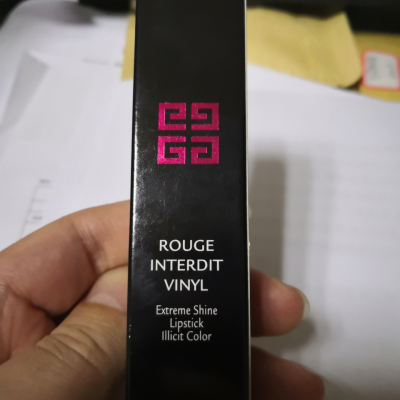 ROUGE
INTERDIT
VINYL
Extreme Shine
Lipstick
Illicit Color